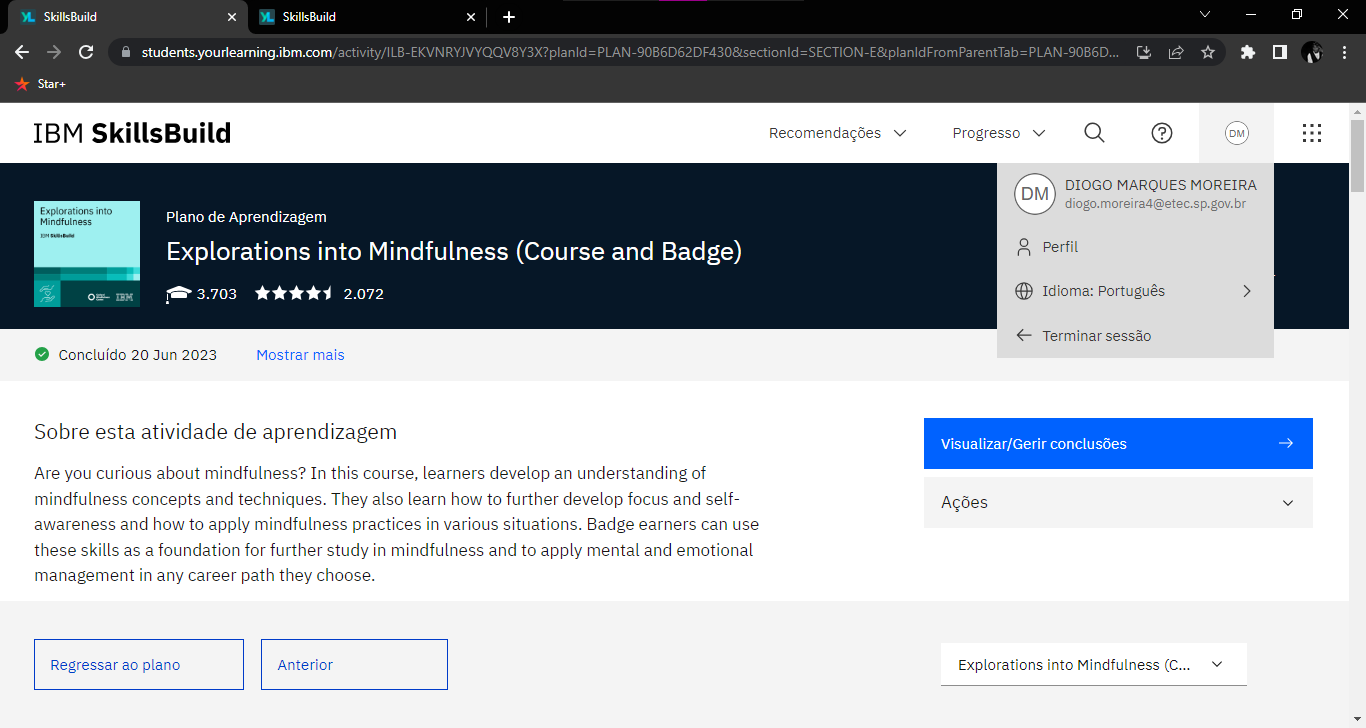 SkillsBuild
SkillsBuild
students.yourlearning.ibm.com/activity/ILB-EKVNRYJVYQQV8Y3X?planId=PLAN-90B6D62DF430&sectionId=SECTION-E&planIdFromParentTab=PLAN-90B6D...
Star+
IBM SkillsBuild
Recomendações
Progresso
DM
DM
DIOGO MARQUES MOREIRA
diogo.moreira4@etec.sp.gov.br
Perfil
Idioma: Português
Terminar sessão
Explorations into
Mindfulness
IBM SkillsBuild
IBM
Plano de Aprendizagem
Explorations into Mindfulness (Course and Badge)
3.703
2.072
Concluído 20 Jun 2023
Mostrar mais
Sobre esta atividade de aprendizagem
Are you curious about mindfulness? In this course, learners develop an understanding of
mindfulness concepts and techniques. They also learn how to further develop focus and self-
awareness and how to apply mindfulness practices in various situations. Badge earners can use
these skills as a foundation for further study in mindfulness and to apply mental and emotional
management in any career path they choose.
Visualizar/Gerir conclusões
Ações
Regressar ao plano
Anterior
Explorations into Mindfulness (C...